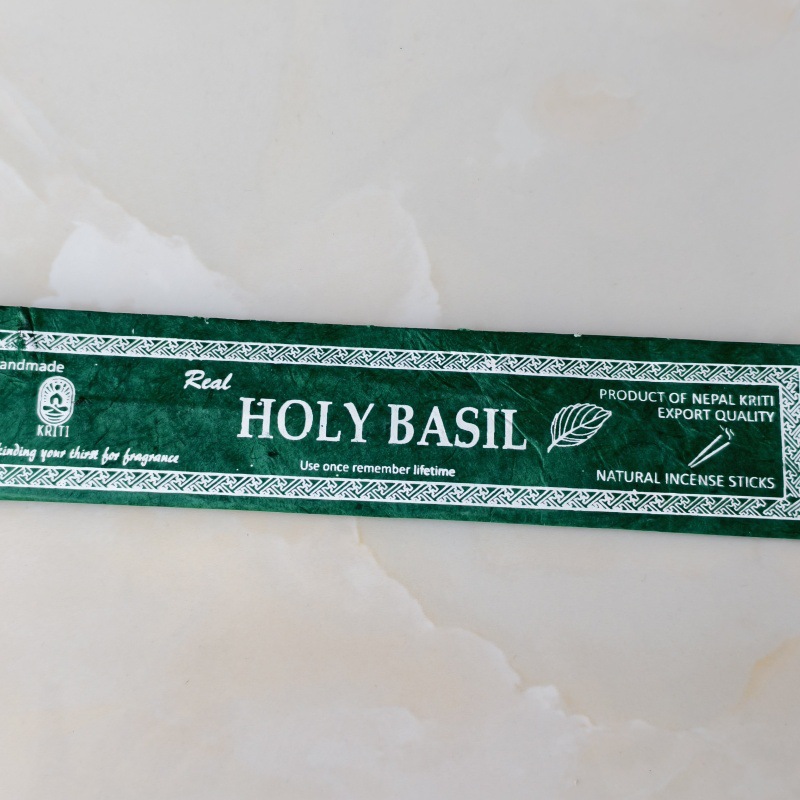 andmade
KRITI
kinding your thirst for fragrance
Real
HOLY BASIL
Use once remember lifetime
PRODUCT OF NEPAL KRITI
EXPORT QUALITY
NATURAL INCENSE STICKS